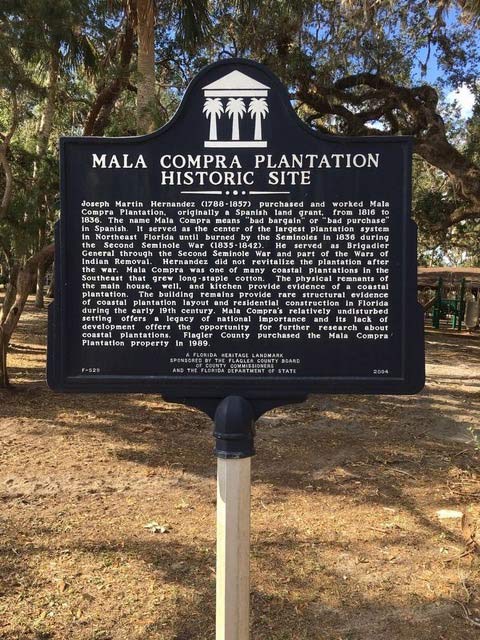 MALA COMPRA PLANTATION
HISTORIC SITE
Joseph Martin Hernandez (1788-1857) purchased and worked Mala
Compra Plantation, originally a Spanish land grant, from 1816 to
1836. The name Mala Compra means "bad bargain" or "bad purchase"
in Spanish. It served as the center of the largest plantation system
in Northeast Florida until burned by the Seminoles in 1836 during
the Second Seminole War (1835-1842). He served as Brigadier
General through the Second Seminole War and part of the Wars of
Indian Removal. Hernandez did not revitalize the plantation after
the war. Mala Compra was one of many coastal plantations in the
Southeast that grew long-staple cotton. The physical remnants of
the main house, well, and kitchen provide evidence of a coastal
plantation. The building remains provide rare structural evidence
of coastal plantation layout and residential construction in Florida
during the early 19th century. Mala Compra's relatively undisturbed
setting offers a legacy of national importance and its lack of
development offers the opportunity for further research about
coastal plantations. Flagler County purchased the Mala Compra
Plantation property in 1989.
A FLORIDA HERITAGE LANDMARK
SPONSORED BY THE FLAGLER COUNTY BOARD
OF COUNTY COMMISSIONERS
F-529 AND THE FLORIDA DEPARTMENT OF STATE 2004